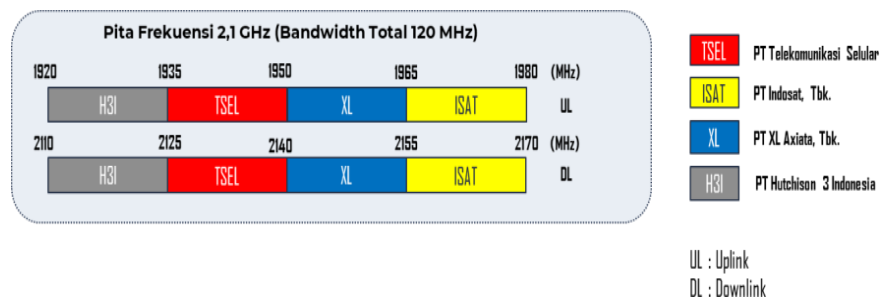 Pita Frekuensi 2,1 GHz (Bandwidth Total 120 MHz)
1920 1935 1950 1965 1980 (MHz)
H3I TSEL XL ISAT UL
2110 2125 2140 2155 2170 (MHz)
H3I TSEL XL ISAT DL
TSEL PT Telekomunikasi Selular
ISAT PT Indosat, Tbk.
XL PT XL Axiata, Tbk.
H3I PT Hutchison 3 Indonesia
UL : Uplink
DL : Downlink